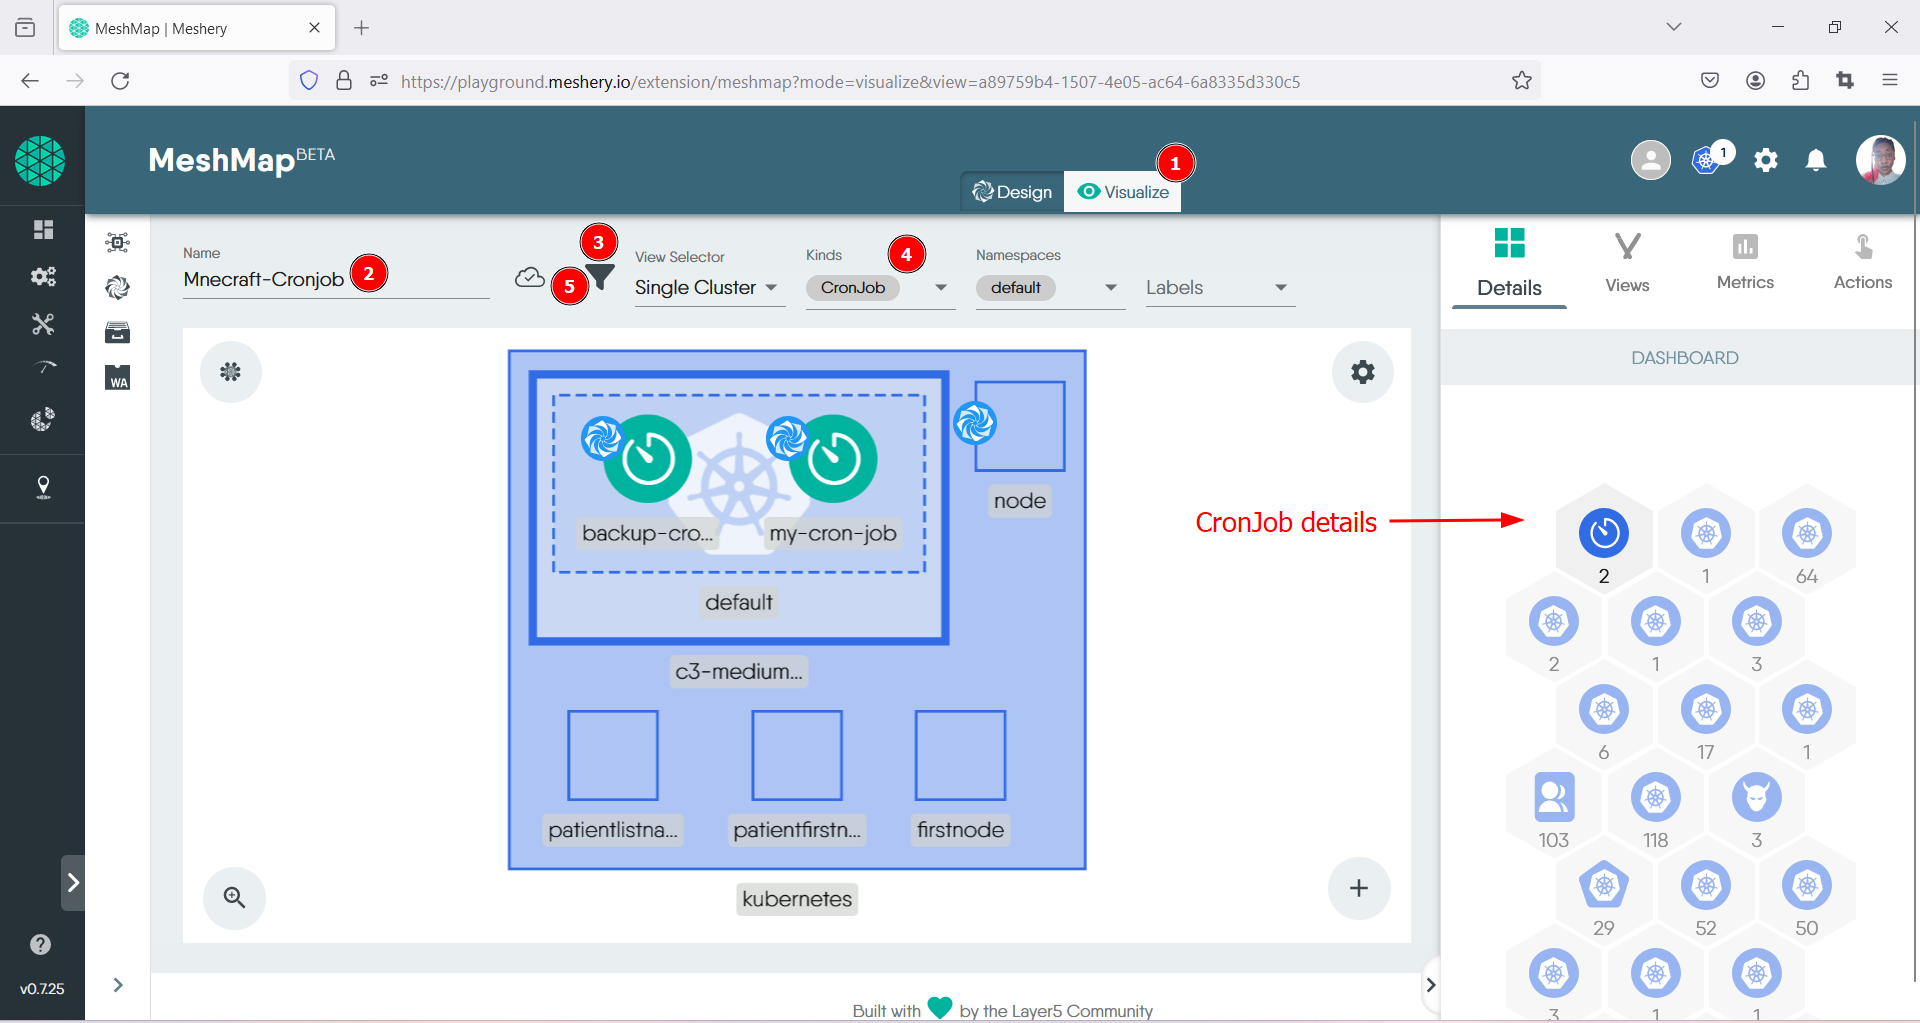 MeshMap | Meshery
https://playground.meshery.io/extension/meshmap?mode=visualize&view=a89759b4-1507-4e05-ac64-6a8335d330c5
MeshMap BETA
1
Design
Visualize
1
Name
Mnecraft-Cronjob
2
3
5
View Selector
Single Cluster
Kinds
CronJob
4
Namespaces
default
Labels
Details
Views
Metrics
Actions
DASHBOARD
WA
backup-cro...
my-cron-job
default
c3-medium...
node
patientlistna...
patientfirstn...
firstnode
kubernetes
CronJob details
2
1
64
2
1
3
6
17
1
103
118
3
29
52
50
3
1
1
v0.7.25
Built with by the Layer5 Community